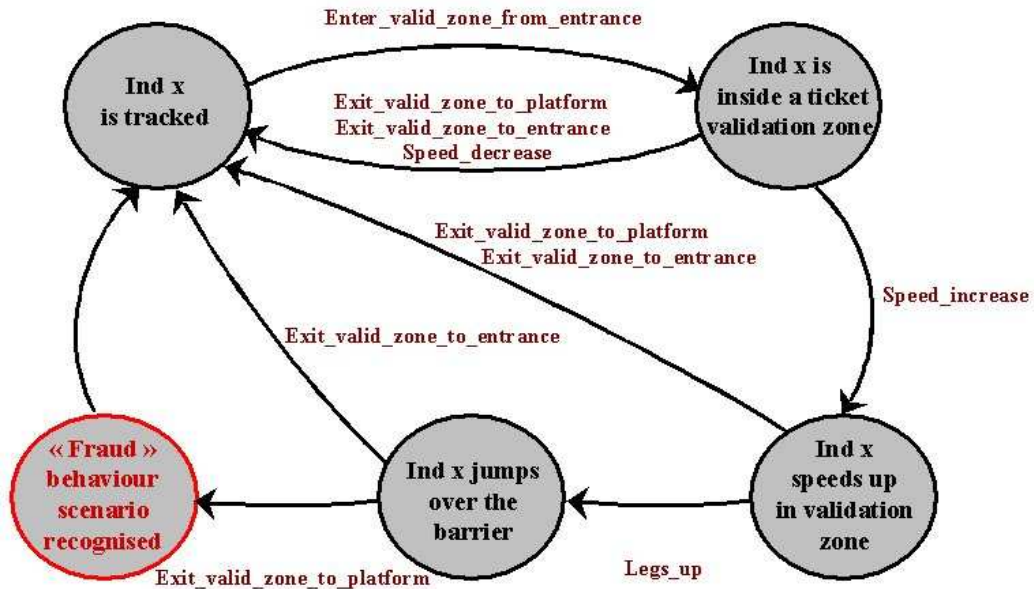 Enter_valid_zone_from_entrance
Ind x
is tracked
Exit_valid_zone_to_platform
Exit_valid_zone_to_entrance
Speed_decrease
Ind x is
inside a ticket
validation zone
Exit_valid_zone_to_platform
Exit_valid_zone_to_entrance
Speed_increase
Exit_valid_zone_to_entrance
« Fraud »
behaviour
scenario
recognised
Ind x jumps
over the
barrier
Ind x
speeds up
in validation
zone
Exit_valid_zone_to_platform
Legs_up